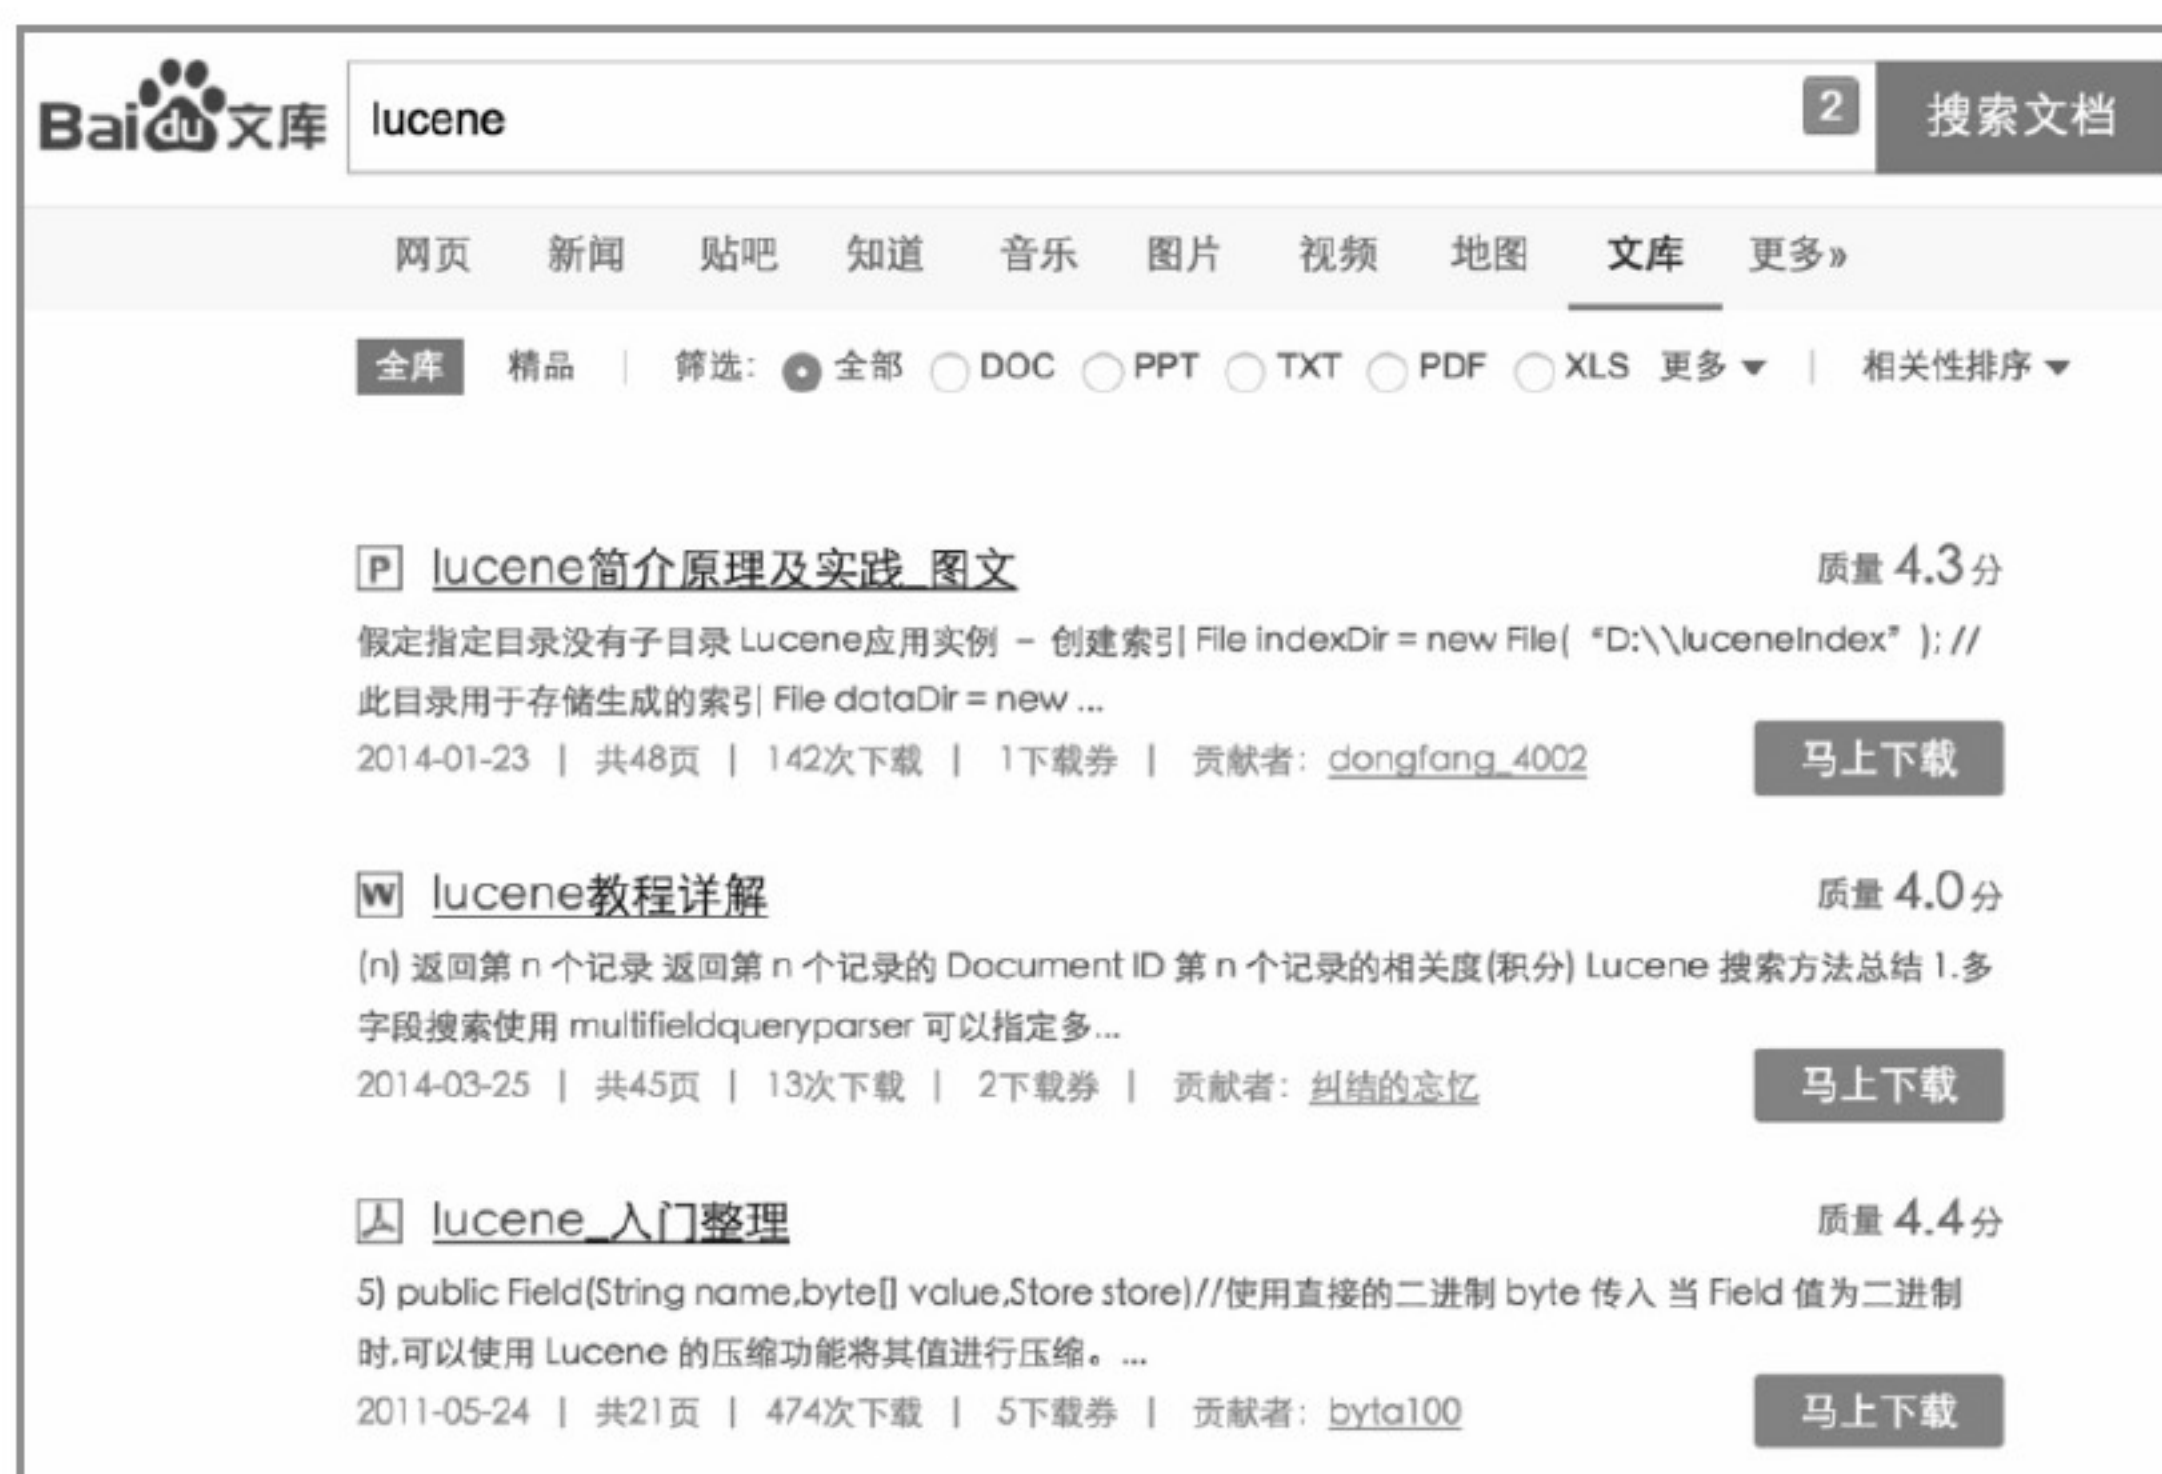 Baidu文库 lucene 2 搜索文档
网页 新闻 贴吧 知道 音乐 图片 视频 地图 文库 更多»
全库 精品 | 筛选: 全部 DOC PPT TXT PDF XLS 更多▼ | 相关性排序▼
P lucene简介原理及实践_图文 质量 4.3分
假定指定目录没有子目录 Lucene应用实例 – 创建索引 File indexDir = new File( “D:\\luceneIndex” ); //
此目录用于存储生成的索引 File dataDir = new ...
2014-01-23 | 共48页 | 142次下载 | 1下载券 | 贡献者: dongfang_4002 马上下载
W lucene教程详解 质量 4.0分
(n) 返回第 n 个记录 返回第 n 个记录的 Document ID 第 n 个记录的相关度(积分) Lucene 搜索方法总结 1.多
字段搜索使用 multifieldqueryparser 可以指定多...
2014-03-25 | 共45页 | 13次下载 | 2下载券 | 贡献者: 纠结的忘忆 马上下载
lucene_入门整理 质量 4.4分
5) public Field(String name,byte[] value,Store store)//使用直接的二进制 byte 传入 当 Field 值为二进制
时,可以使用 Lucene 的压缩功能将其值进行压缩。...
2011-05-24 | 共21页 | 474次下载 | 5下载券 | 贡献者: byta100 马上下载